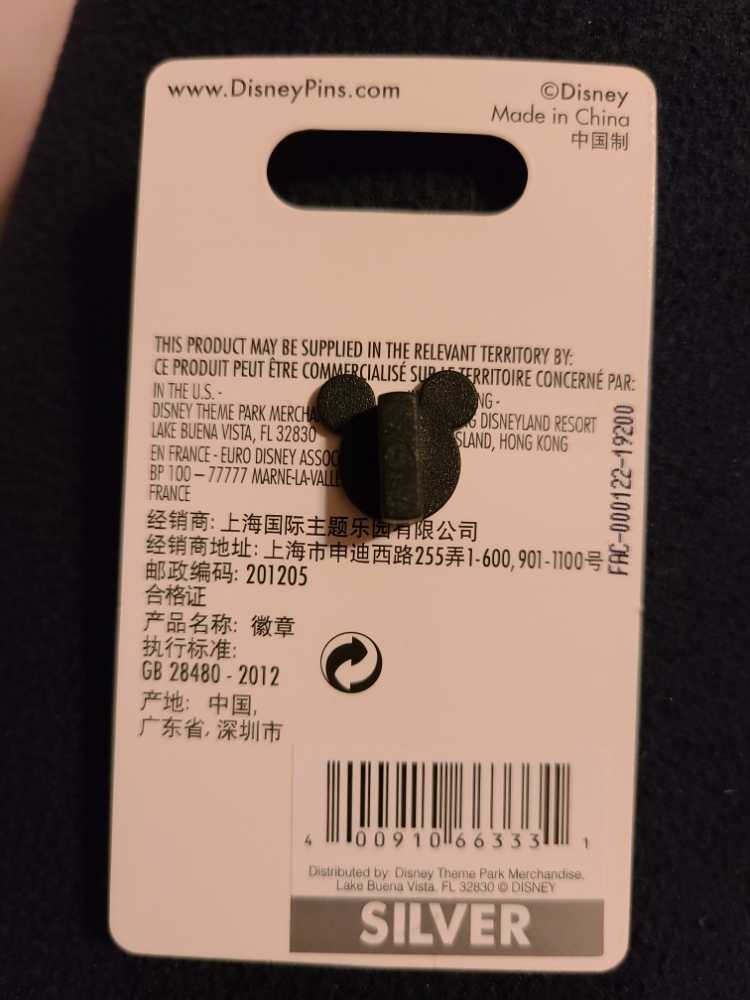 www.DisneyPins.com
©Disney
Made in China
中国制
THIS PRODUCT MAY BE SUPPLIED IN THE RELEVANT TERRITORY BY:
CE PRODUIT PEUT ÊTRE COMMERCIALISÉ SUR LE TERRITOIRE CONCERNÉ PAR:
IN THE U.S. -
DISNEY THEME PARK
LAKE BUENA VISTA, FL 32830
EN FRANCE - EURO DISNEY
BP 100 – 77777 MARNE-LA-VALL
FRANCE
DISNEYLAND RESORT
HONG KONG
FAC-000122-19200
经销商: 上海国际主题乐园有限公司
经销商地址: 上海市申迪西路255弄1-600, 901-1100号
邮政编码: 201205
合格证
产品名称: 徽章
执行标准:
GB 28480 - 2012
产地: 中国,
广东省, 深圳市
4 00910 66333 1
Distributed by: Disney Theme Park Merchandise,
Lake Buena Vista, FL 32830 © DISNEY
SILVER